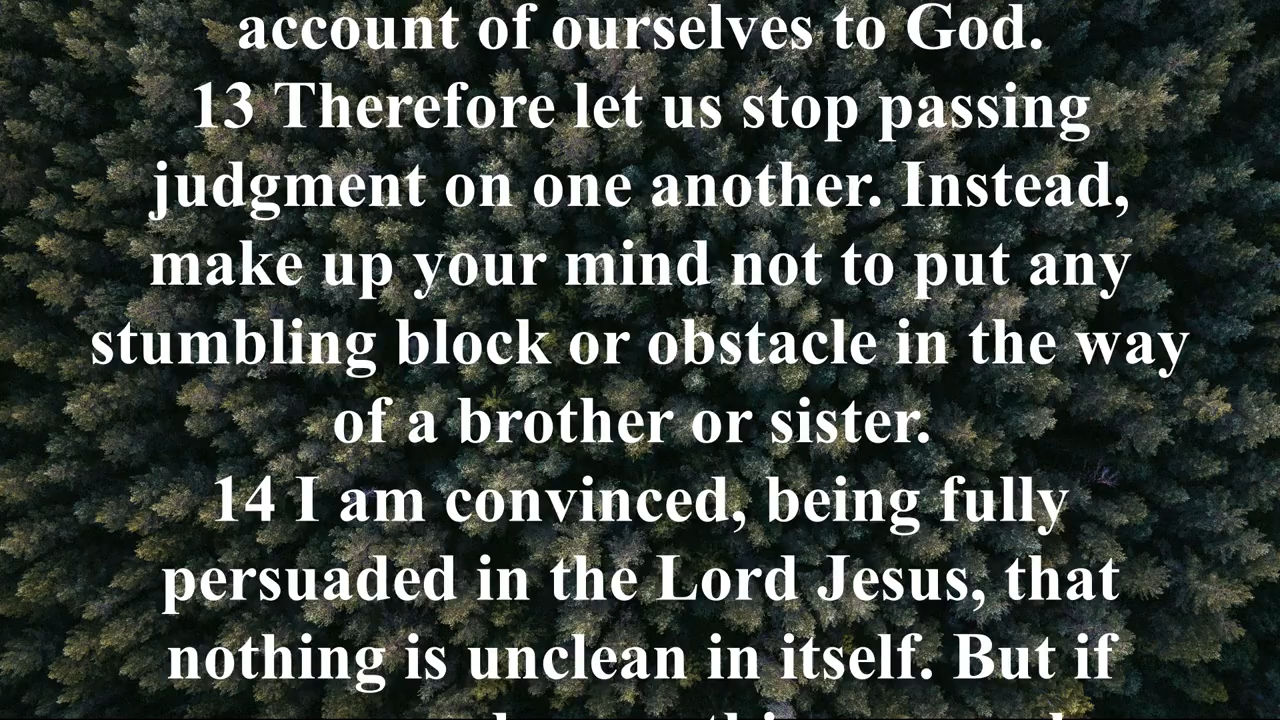 account of ourselves to God.
13 Therefore let us stop passing
judgment on one another. Instead,
make up your mind not to put any
stumbling block or obstacle in the way
of a brother or sister.
14 I am convinced, being fully
persuaded in the Lord Jesus, that
nothing is unclean in itself. But if